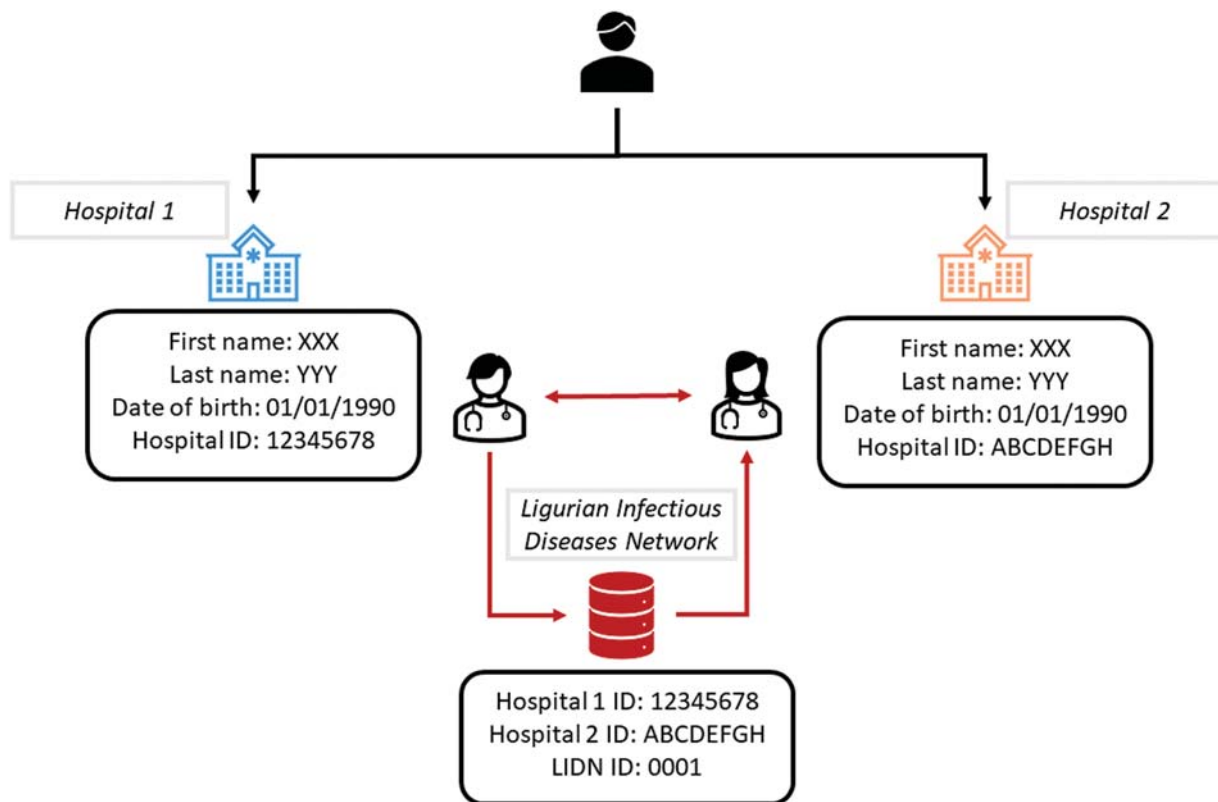 Hospital 1
Hospital 2
First name: XXX
Last name: YYY
Date of birth: 01/01/1990
Hospital ID: 12345678
First name: XXX
Last name: YYY
Date of birth: 01/01/1990
Hospital ID: ABCDEFGH
Ligurian Infectious
Diseases Network
Hospital 1 ID: 12345678
Hospital 2 ID: ABCDEFGH
LIDN ID: 0001